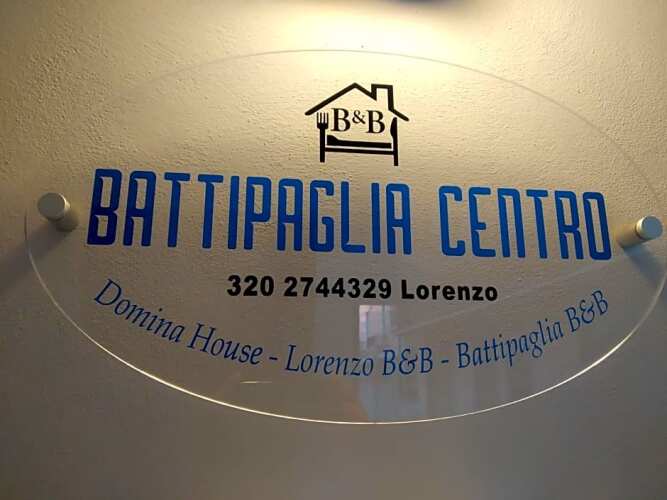 B&B
BATTIPAGLIA CENTRO
320 2744329 Lorenzo
Domina House - Lorenzo B&B - Battipaglia B&B